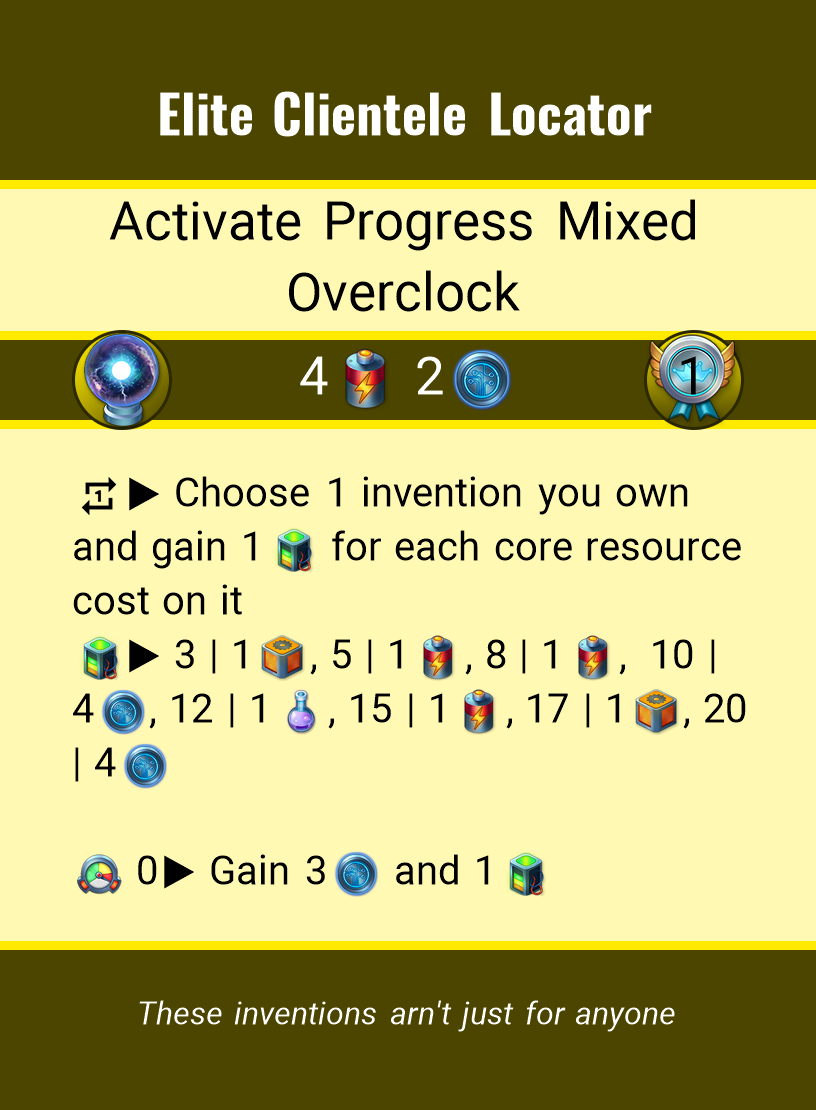 Elite Clientele Locator
Activate Progress Mixed
Overclock
4 2 1
1 ▶ Choose 1 invention you own
and gain 1 for each core resource
cost on it
▶ 3 | 1 , 5 | 1 , 8 | 1 , 10 |
4 , 12 | 1 , 15 | 1 , 17 | 1 , 20
| 4
0▶ Gain 3 and 1
These inventions arn't just for anyone